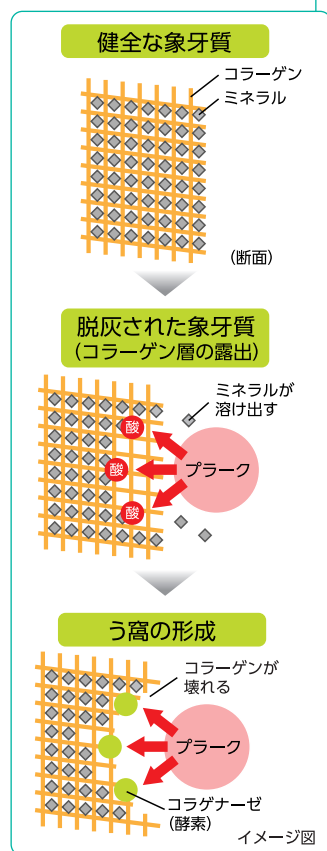 健全な象牙質
コラーゲン
ミネラル
(断面)
脱灰された象牙質
(コラーゲン層の露出)
ミネラルが
溶け出す
酸
酸
プラーク
酸
う窩の形成
コラーゲンが
壊れる
プラーク
コラゲナーゼ
(酵素)
イメージ図